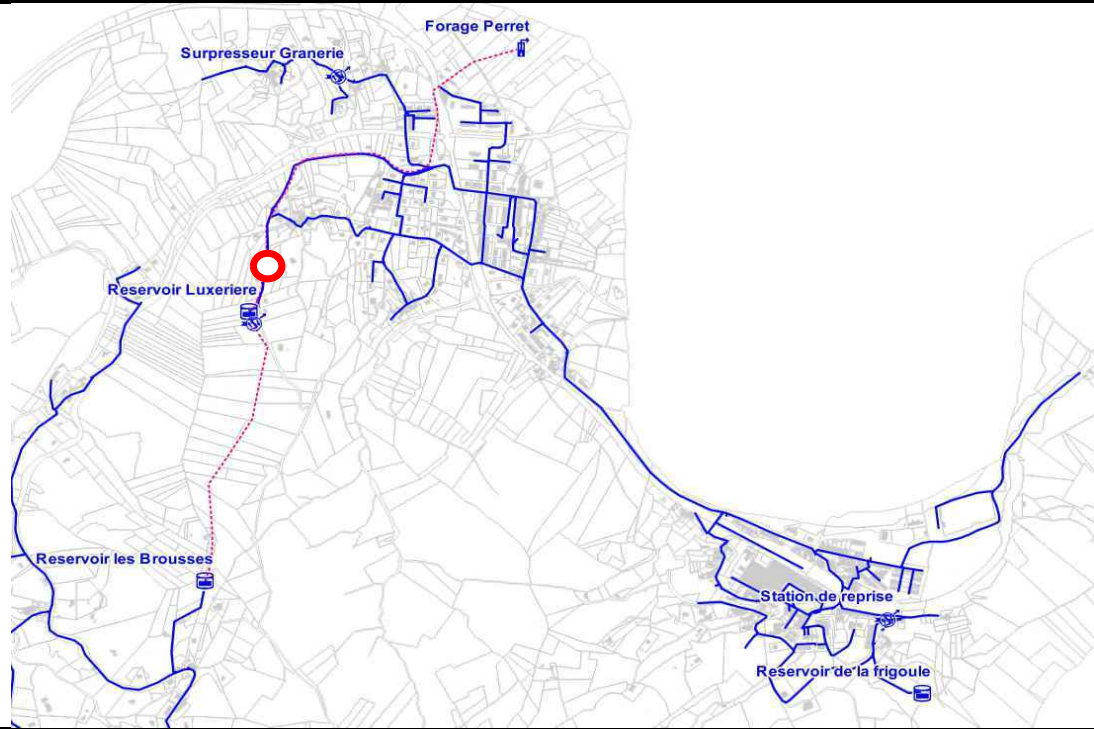 Forage Perret
Surpresseur Granerie
Reservoir Luxeriere
Reservoir les Brousses
Station de reprise
Reservoir de la frigoule